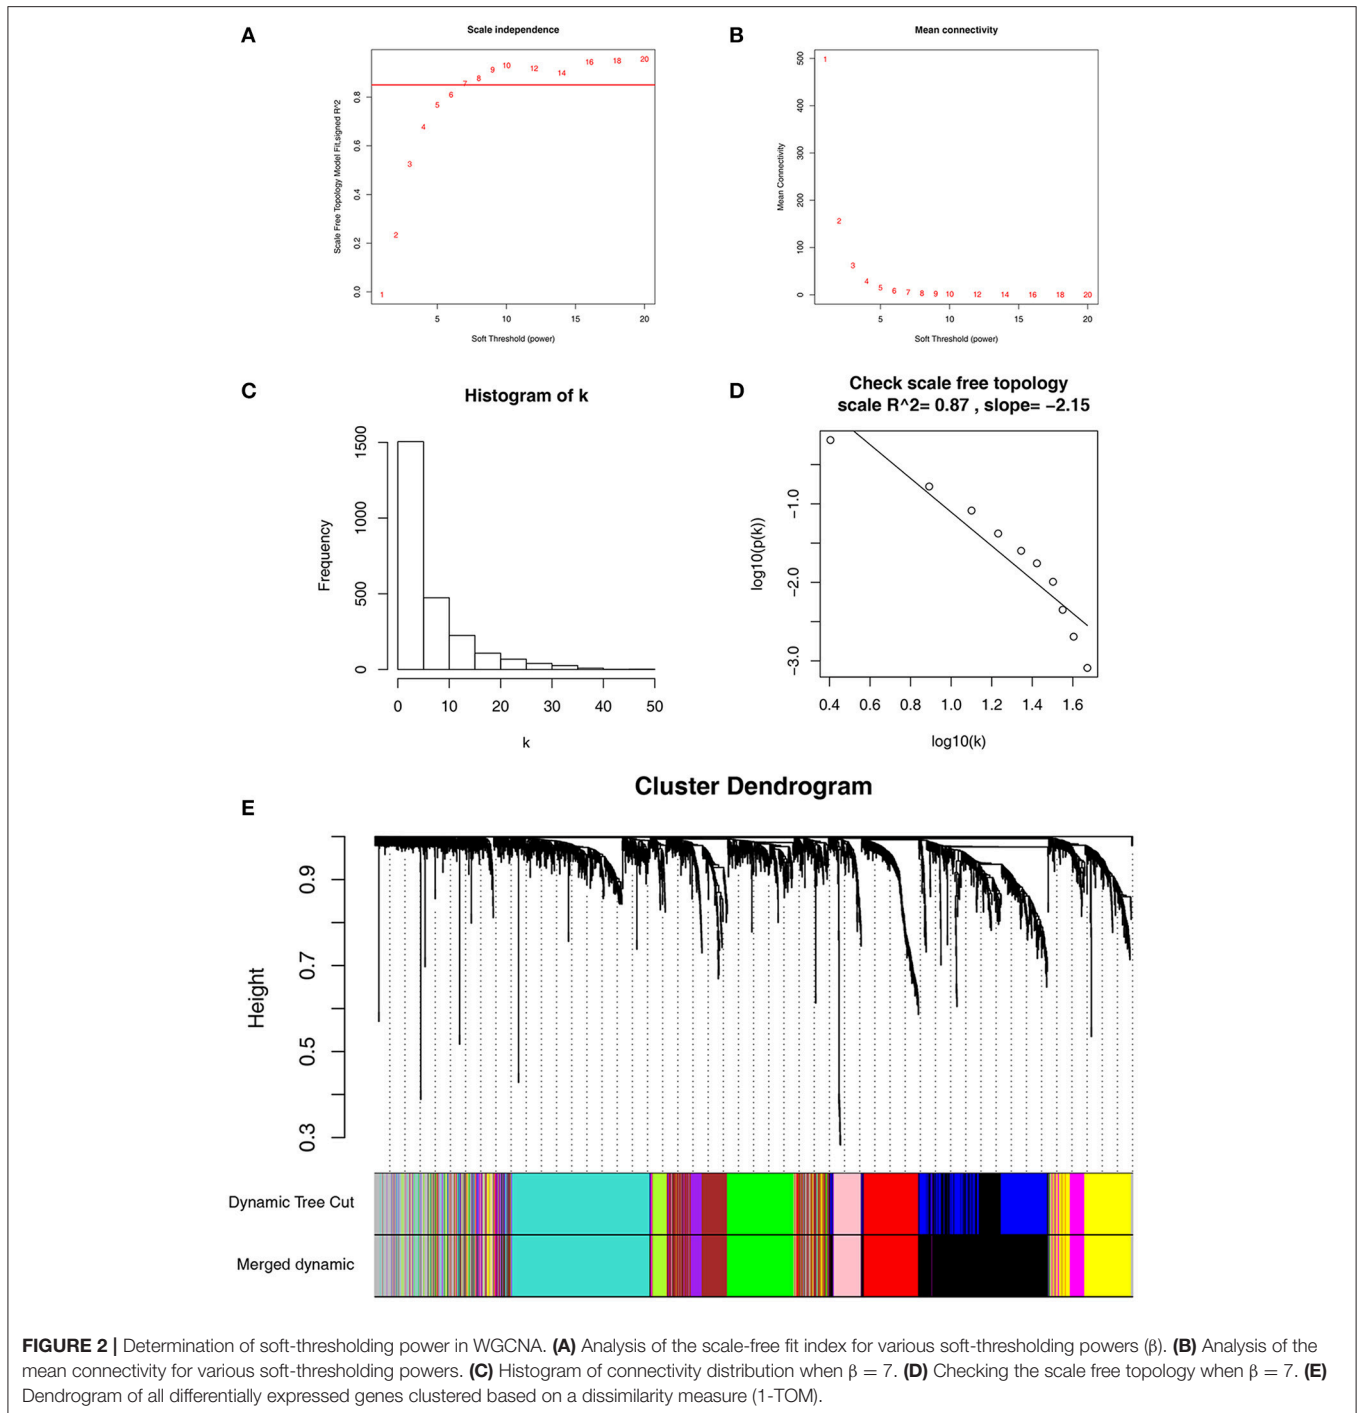 A
Scale independence
Scale Free Topology Model Fit,signed R^2
0.0
0.2
0.4
0.6
0.8
1
2
3
4
5
6
7
8
9
10
12
14
16
18
20
5
10
15
20
Soft Threshold (power)
B
Mean connectivity
Mean Connectivity
0
100
200
300
400
500
1
2
3
4
5
6
7
8
9
10
12
14
16
18
20
5
10
15
20
Soft Threshold (power)
C
Histogram of k
Frequency
0
500
1000
1500
0
10
20
30
40
50
k
D
Check scale free topology
scale R^2= 0.87 , slope= −2.15
log10(p(k))
−3.0
−2.0
−1.0
0.4
0.6
0.8
1.0
1.2
1.4
1.6
log10(k)
E
Cluster Dendrogram
Height
0.3
0.5
0.7
0.9
Dynamic Tree Cut
Merged dynamic
FIGURE 2 | Determination of soft-thresholding power in WGCNA. (A) Analysis of the scale-free fit index for various soft-thresholding powers (β). (B) Analysis of the
mean connectivity for various soft-thresholding powers. (C) Histogram of connectivity distribution when β = 7. (D) Checking the scale free topology when β = 7. (E)
Dendrogram of all differentially expressed genes clustered based on a dissimilarity measure (1-TOM).